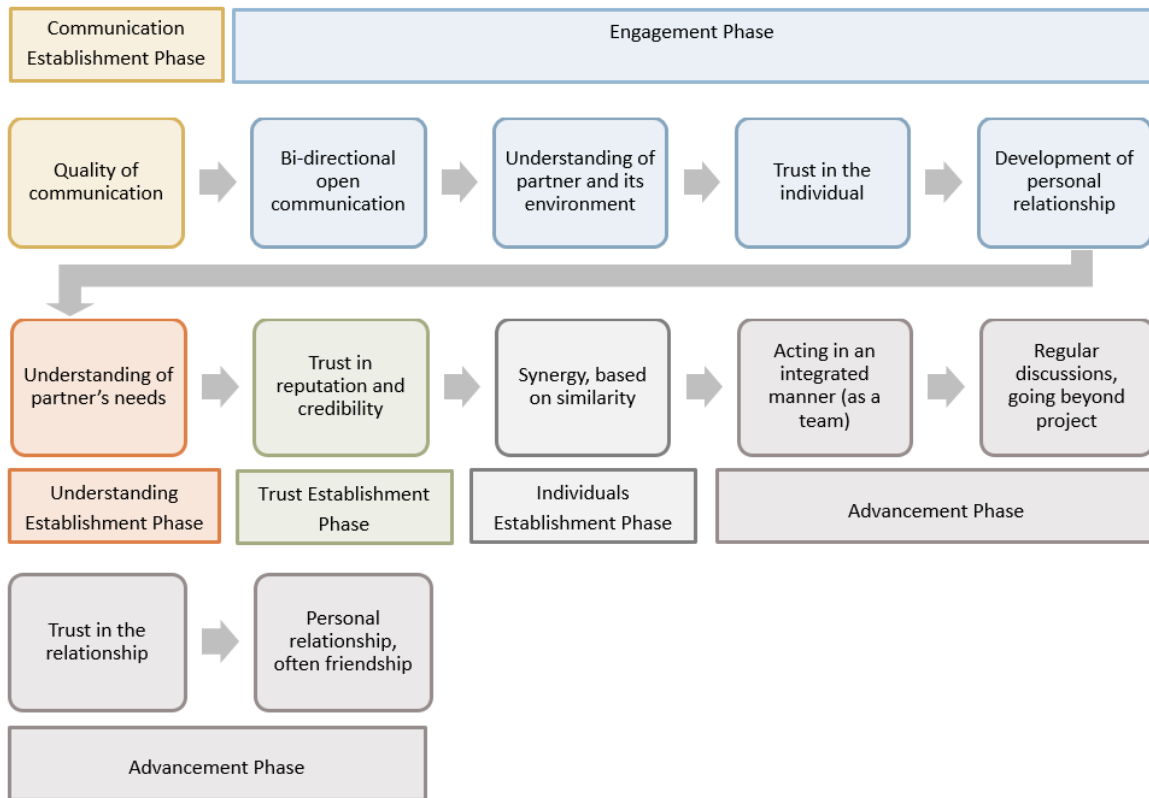 Communication
Establishment Phase
Engagement Phase
Quality of
communication
Bi-directional
open
communication
Understanding of
partner and its
environment
Trust in the
individual
Development of
personal
relationship
Understanding of
partner’s needs
Trust in
reputation and
credibility
Synergy, based
on similarity
Acting in an
integrated
manner (as a
team)
Regular
discussions,
going beyond
project
Understanding
Establishment Phase
Trust Establishment
Phase
Individuals
Establishment Phase
Advancement Phase
Trust in the
relationship
Personal
relationship,
often friendship
Advancement Phase